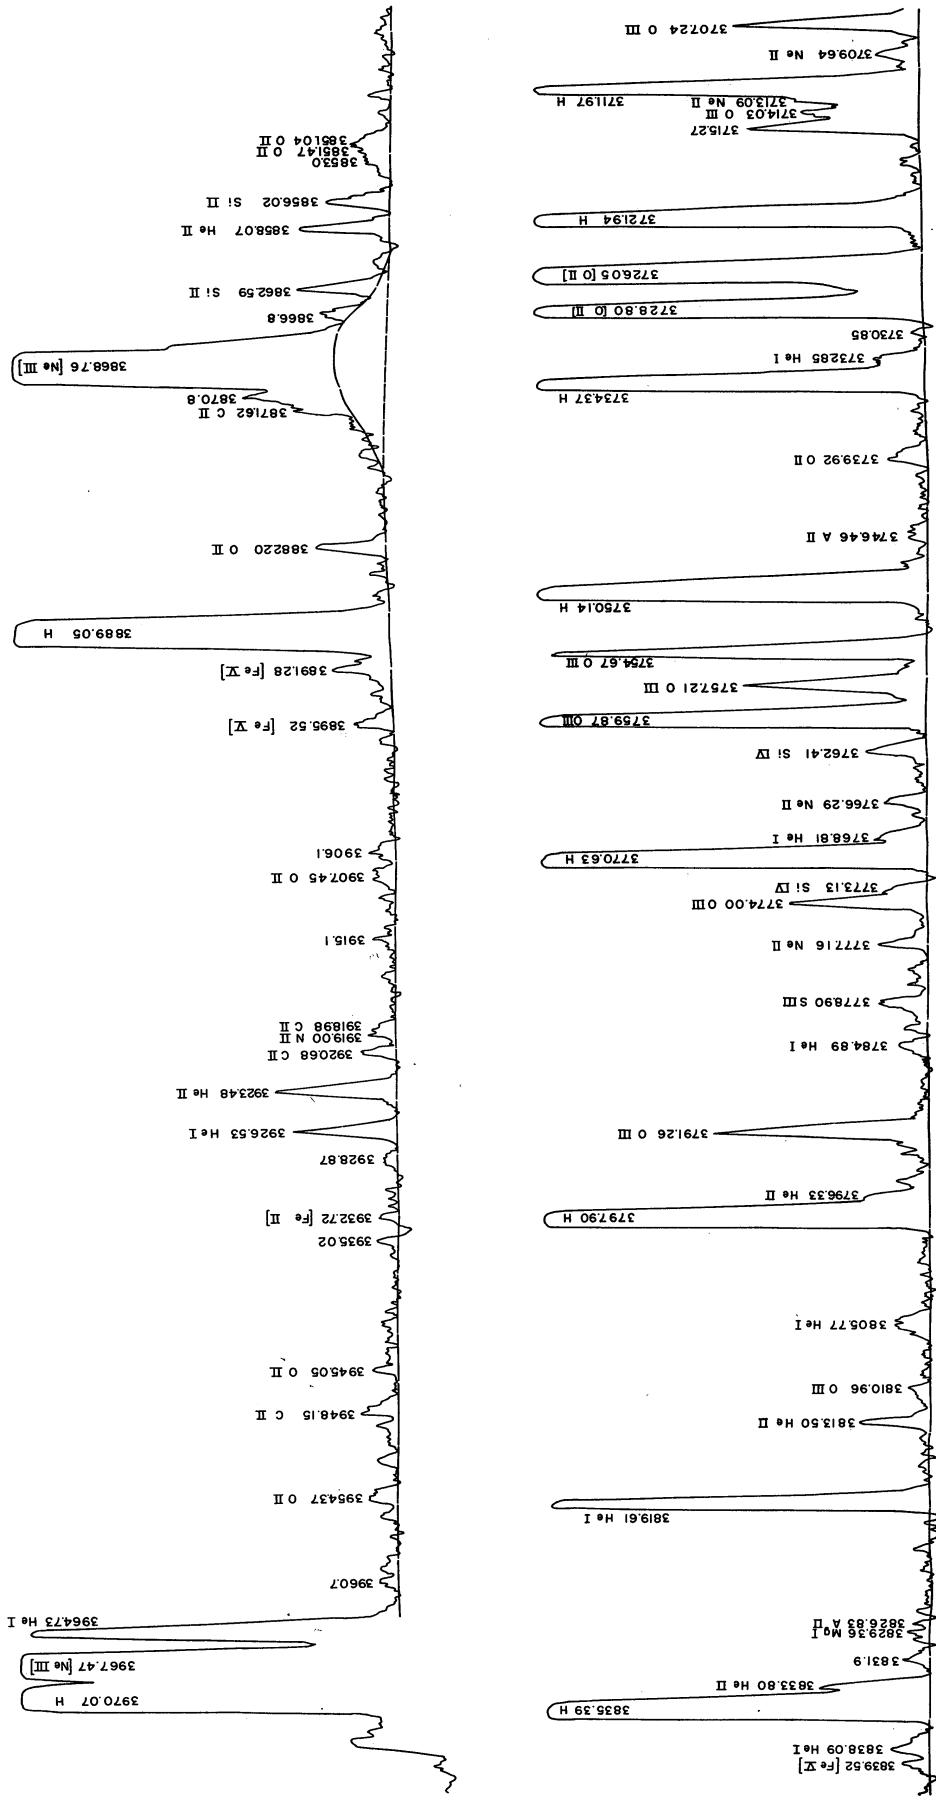 3839.52 [Fe V]
3838.09 He I
3835.39 H
3833.80 He II
3831.9
3829.36 Mg I
3826.83 A II
3819.61 He I
3813.50 He II
3810.96 O III
3805.77 He I
3797.90 H
3796.33 He II
3791.26 O III
3784.89 He I
3778.90 S III
3777.16 Ne II
3774.00 O III
3773.13 Si IV
3770.63 H
3768.81 He I
3766.29 Ne II
3762.41 Si IV
3759.87 O III
3757.21 O III
3754.67 O III
3750.14 H
3746.46 A II
3739.92 O II
3734.37 H
3732.85 He I
3730.85
3728.80 [O II]
3726.05 [O II]
3721.94 H
3715.27
3714.03 O III
3713.09 Ne II
3711.97 H
3709.64 Ne II
3707.24 O III
3970.07 H
3967.47 [Ne III]
3964.73 He I
3960.7
3954.37 O II
3948.15 C II
3945.05 O II
3935.02
3932.72 [Fe II]
3928.87
3926.53 He I
3923.48 He II
3920.68 C II
3919.00 N II
3918.98 C II
3915.1
3907.45 O II
3906.1
3895.52 [Fe V]
3891.28 [Fe V]
3889.05 H
3882.20 O II
3871.62 C II
3870.8
3868.76 [Ne III]
3866.8
3862.59 Si II
3858.07 He II
3856.02 Si II
3853.0
3851.47 O II
3851.04 O II